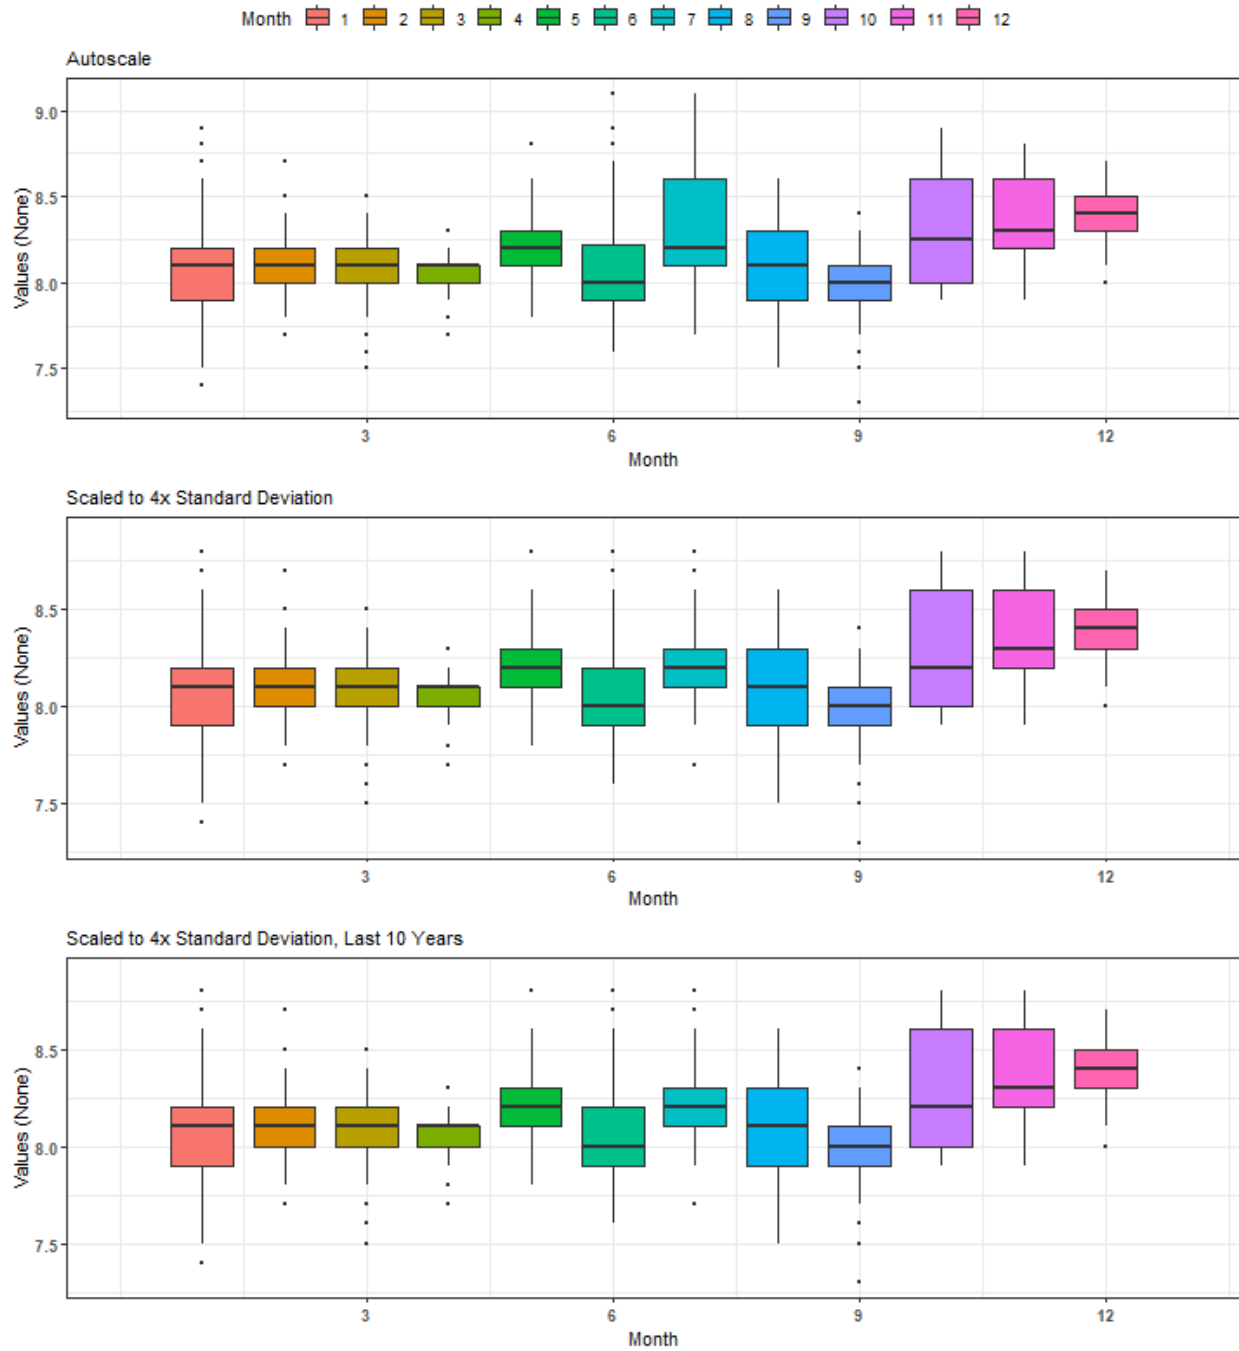 Month 1 2 3 4 5 6 7 8 9 10 11 12
Autoscale
Values (None)
9.0
8.5
8.0
7.5
3 6 9 12
Month
Scaled to 4x Standard Deviation
Values (None)
8.5
8.0
7.5
3 6 9 12
Month
Scaled to 4x Standard Deviation, Last 10 Years
Values (None)
8.5
8.0
7.5
3 6 9 12
Month